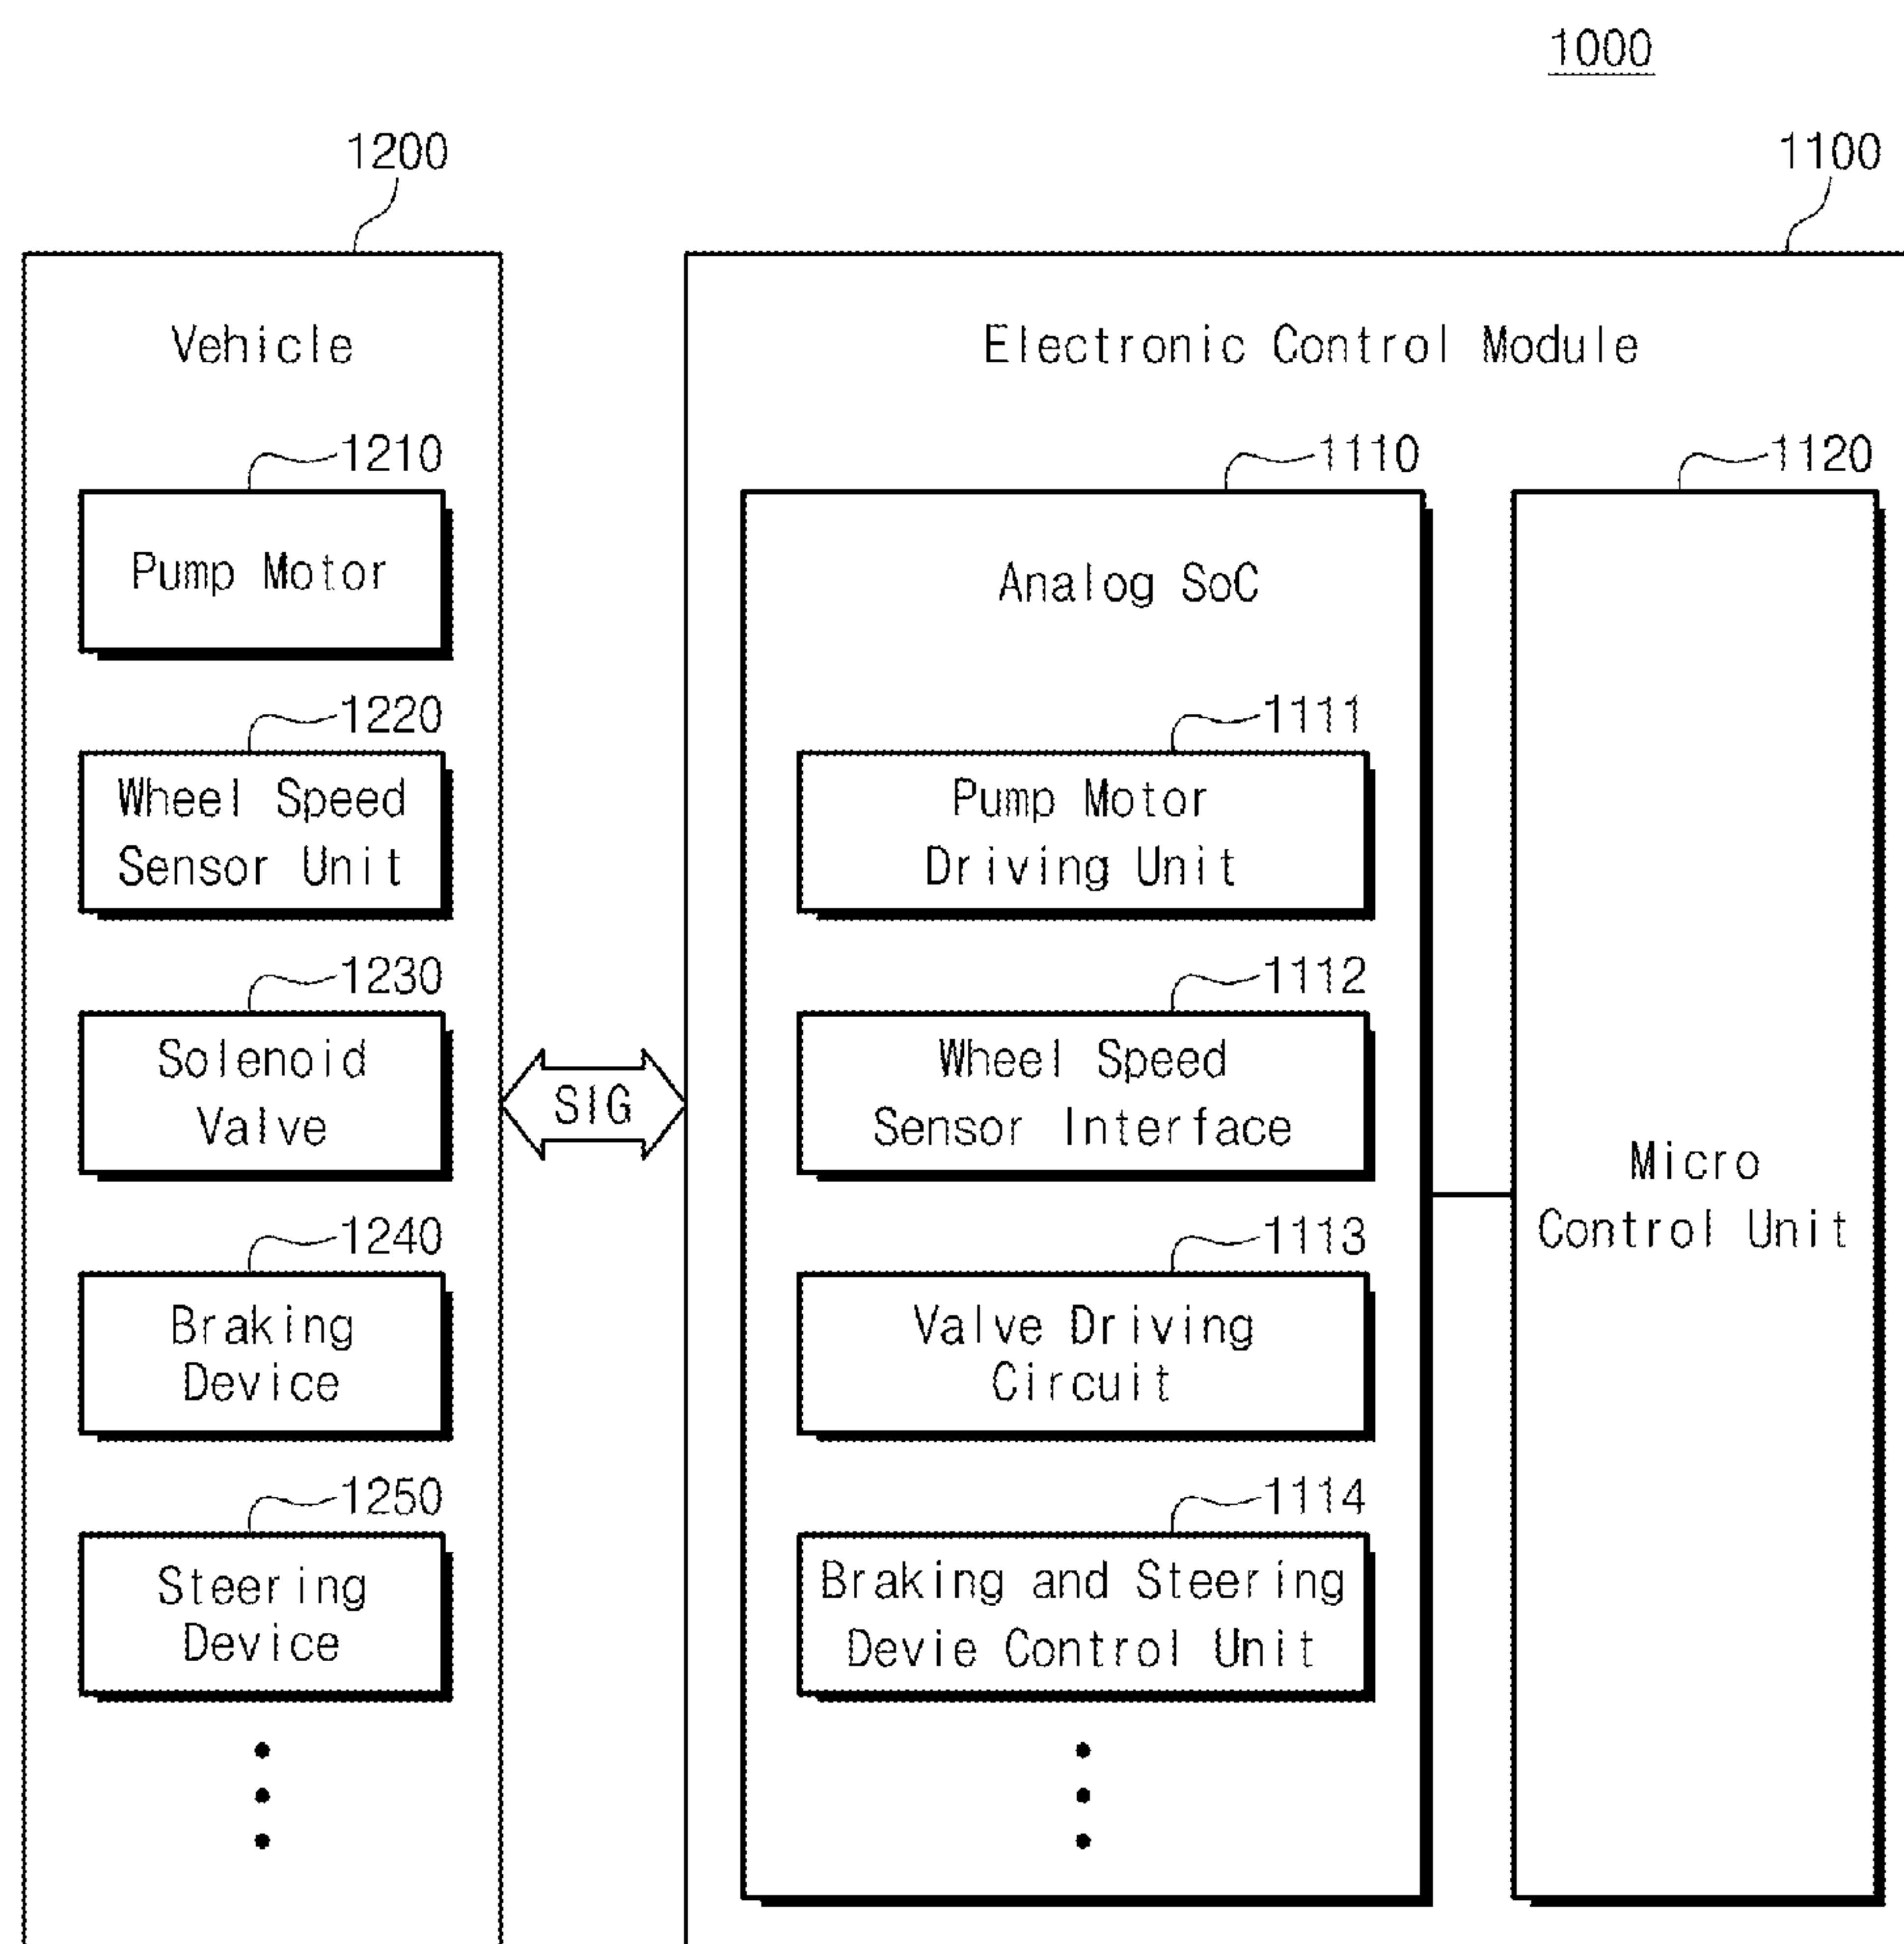 1000
1200
1100
Vehicle
Electronic Control Module
1210
Pump Motor
1220
Wheel Speed
Sensor Unit
1230
Solenoid
Valve
1240
Braking
Device
1250
Steering
Device
SIG
1110
Analog SoC
1111
Pump Motor
Driving Unit
1112
Wheel Speed
Sensor Interface
1113
Valve Driving
Circuit
1114
Braking and Steering
Devie Control Unit
1120
Micro
Control Unit